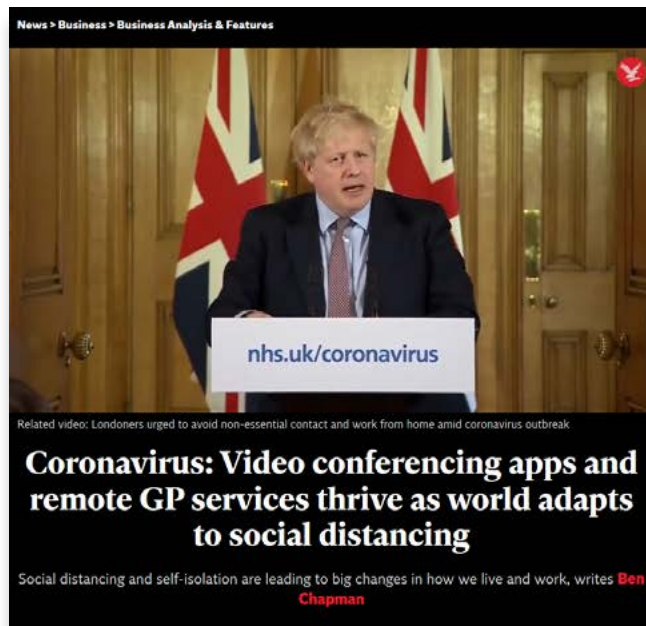 News > Business > Business Analysis & Features
nhs.uk/coronavirus
Related video: Londoners urged to avoid non-essential contact and work from home amid coronavirus outbreak
Coronavirus: Video conferencing apps and
remote GP services thrive as world adapts
to social distancing
Social distancing and self-isolation are leading to big changes in how we live and work, writes Ben
Chapman